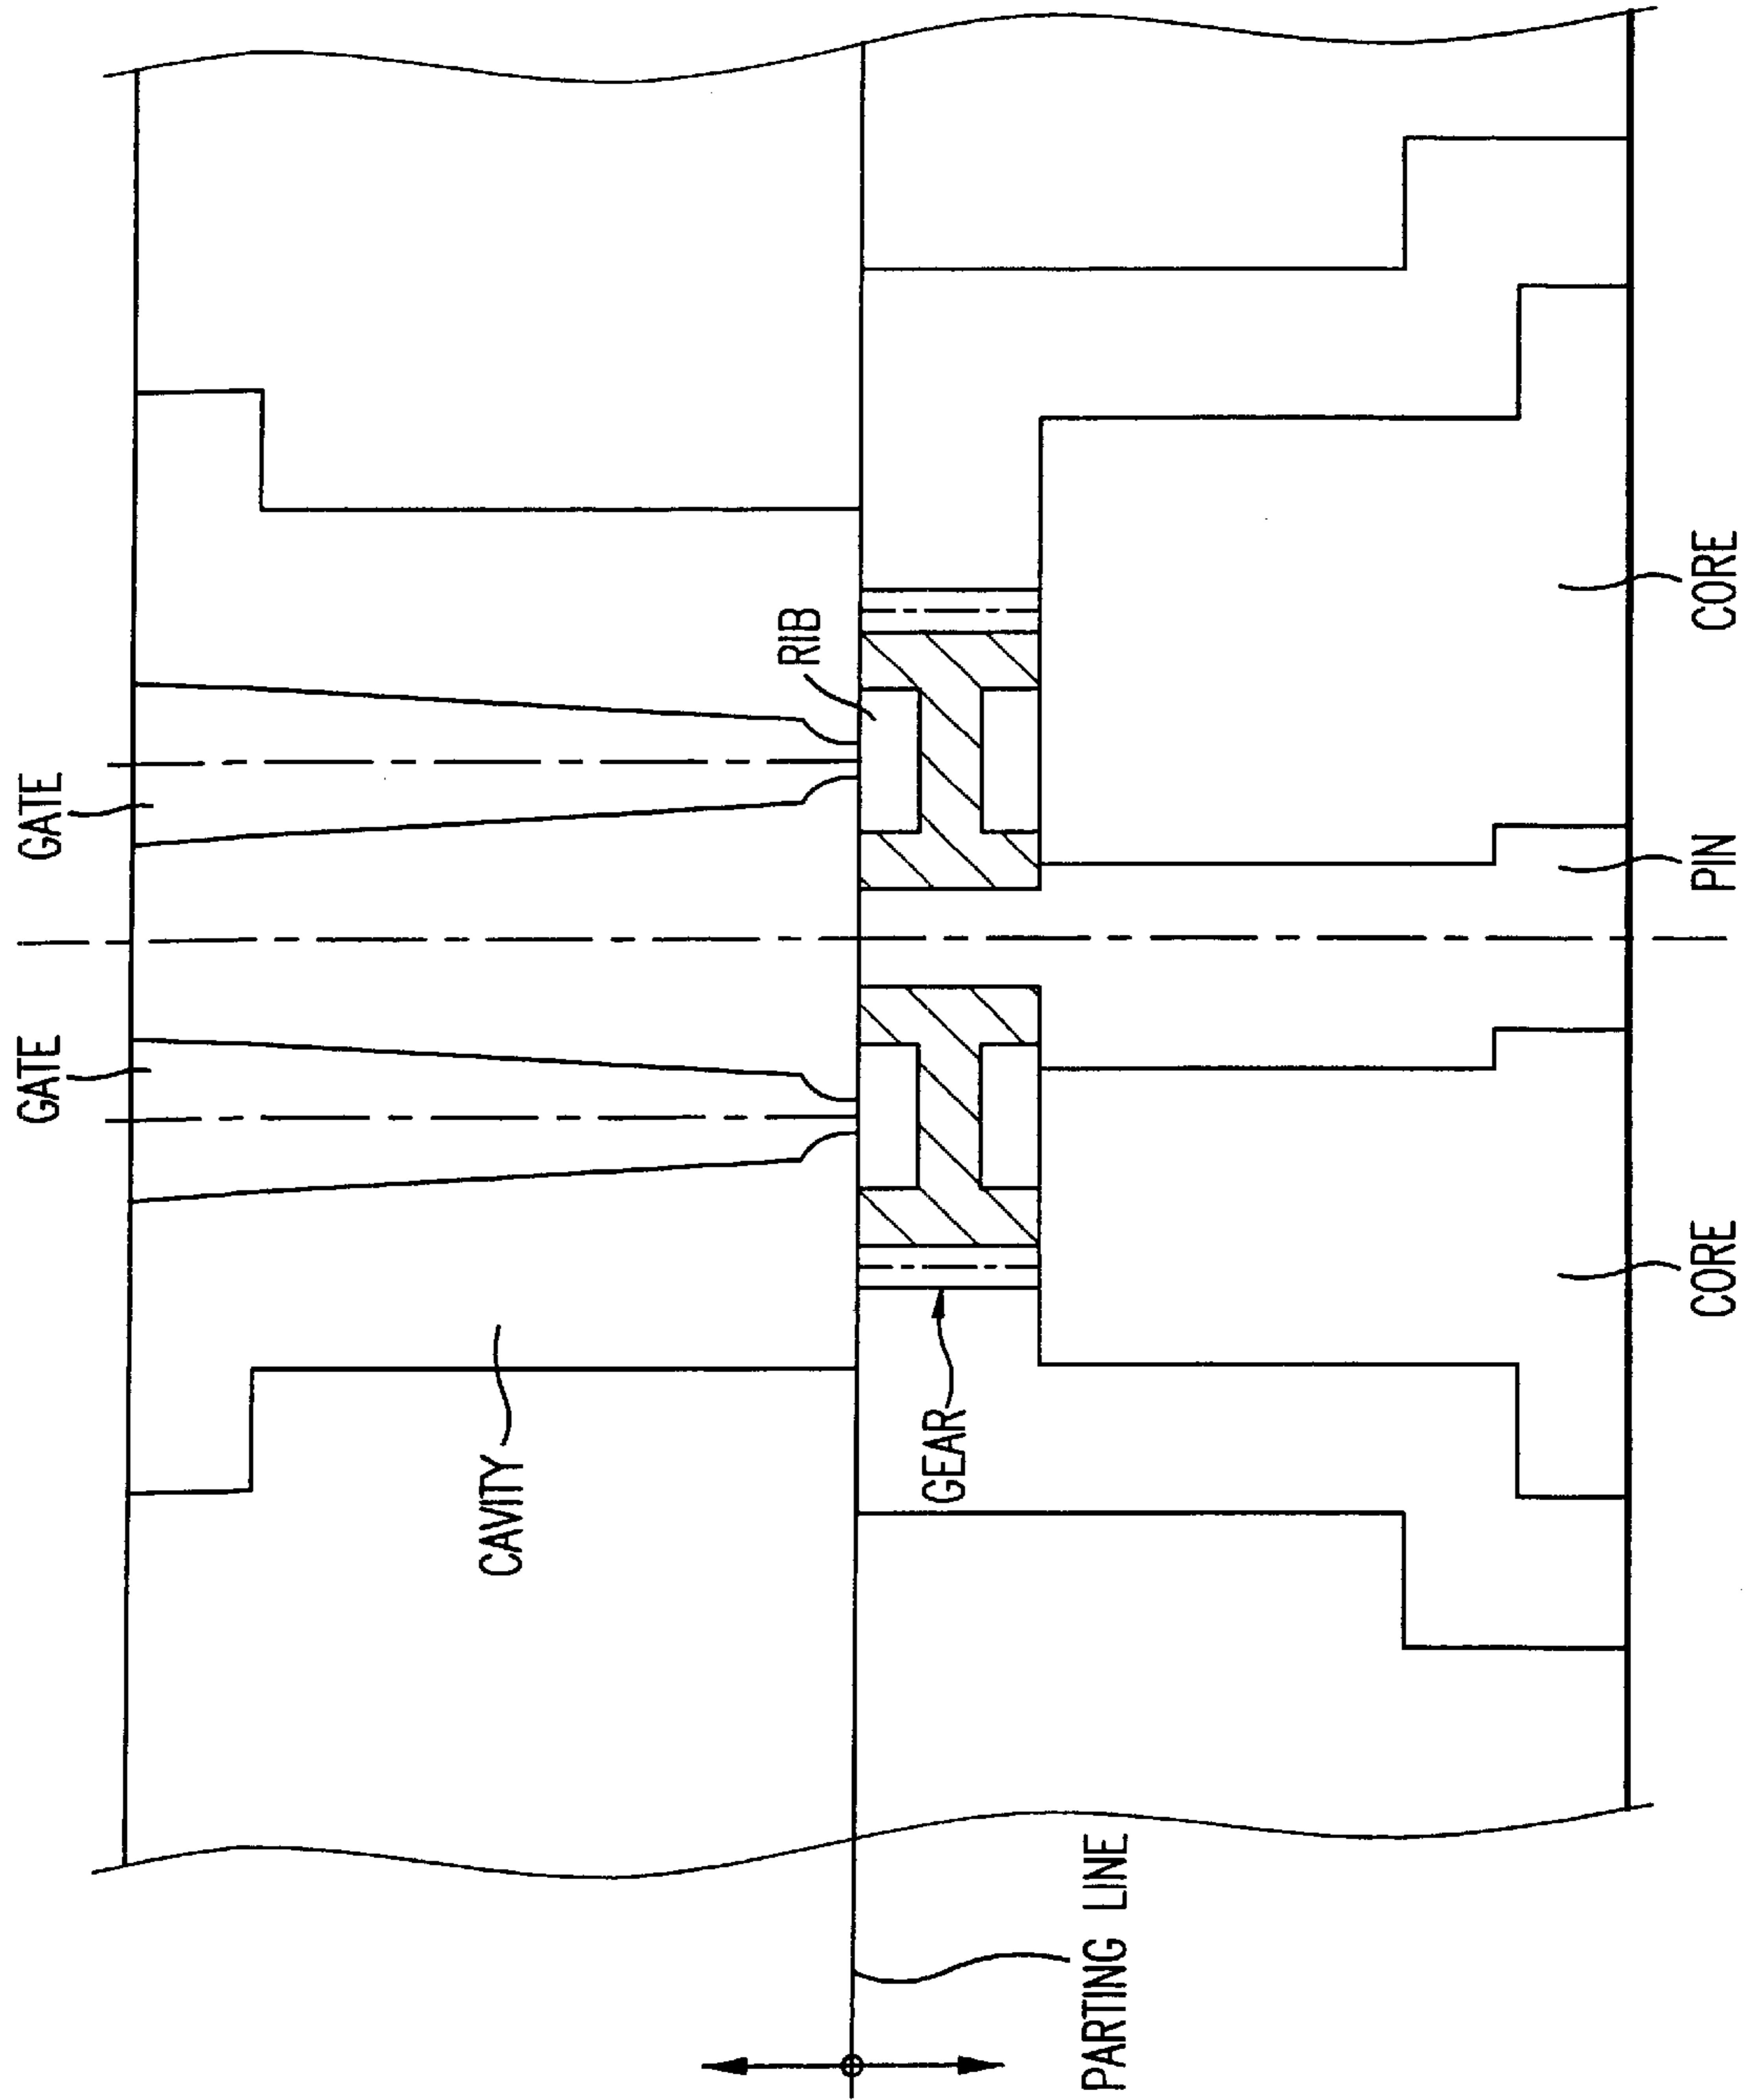 GATE
GATE
RIB
CAVITY
GEAR
PARTING LINE
CORE
PIN
CORE